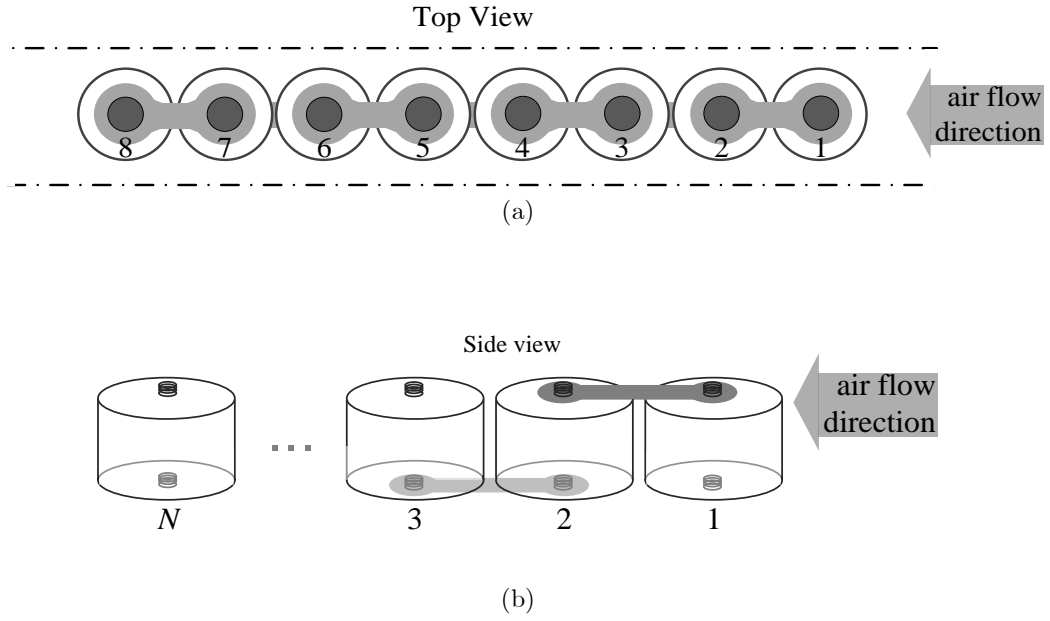 Top View
air flow
direction
8 7 6 5 4 3 2 1
(a)
Side view
air flow
direction
N ... 3 2 1
(b)